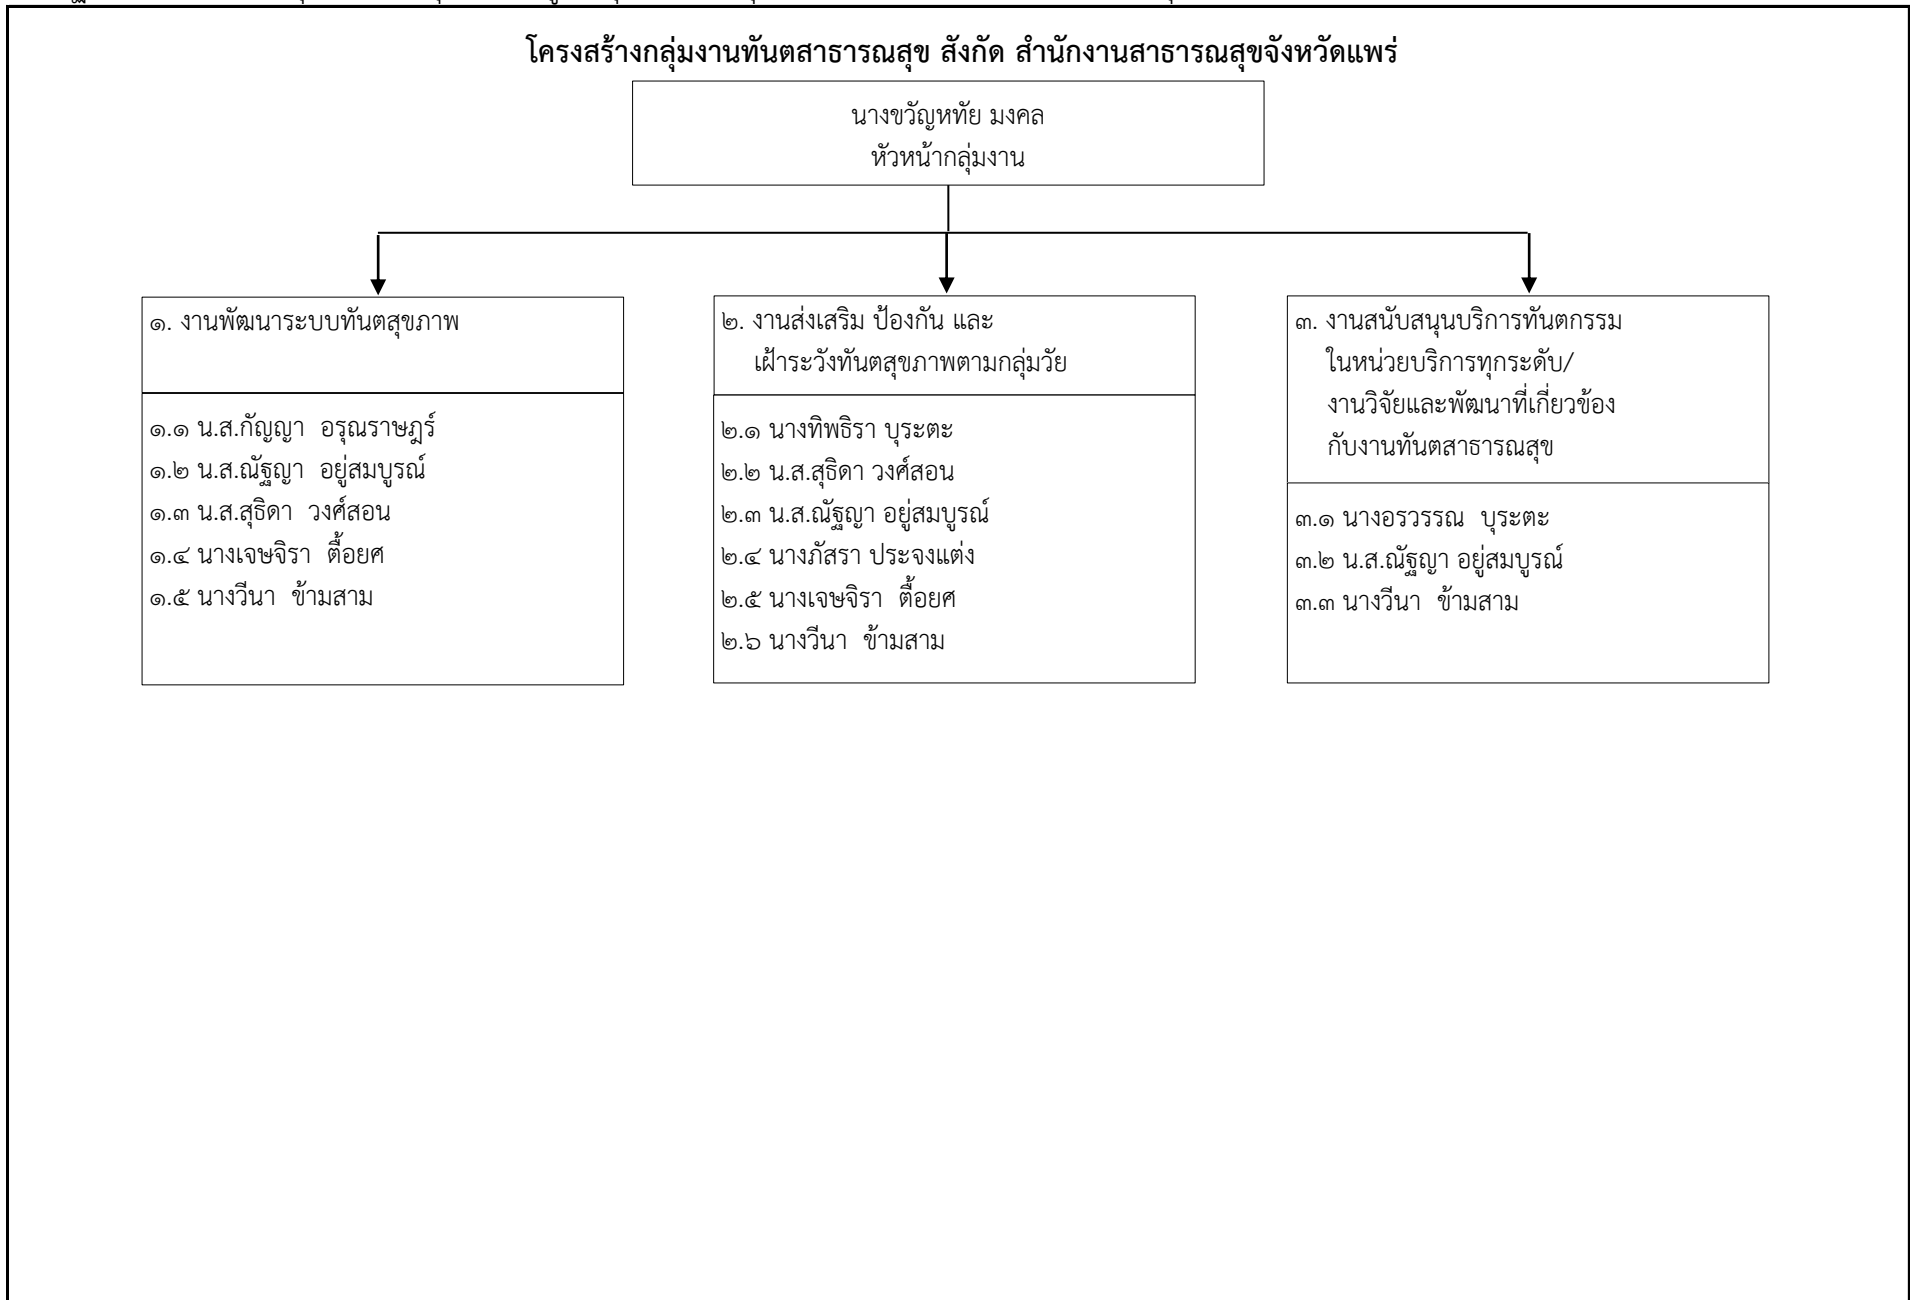 โครงสร้างกลุ่มงานทันตสาธารณสุข สังกัด สำนักงานสาธารณสุขจังหวัดแพร่
นางขวัญหทัย มงคล
หัวหน้ากลุ่มงาน
๑. งานพัฒนาระบบทันตสุขภาพ
๑.๑ น.ส.กัญญา อรุณราษฎร์
๑.๒ น.ส.ณัฐญา อยู่สมบูรณ์
๑.๓ น.ส.สุธิดา วงศ์สอน
๑.๔ นางเจษจิรา ตื้อยศ
๑.๕ นางวีนา ข้ามสาม
๒. งานส่งเสริม ป้องกัน และ
เฝ้าระวังทันตสุขภาพตามกลุ่มวัย
๒.๑ นางทิพธิรา บุระตะ
๒.๒ น.ส.สุธิดา วงศ์สอน
๒.๓ น.ส.ณัฐญา อยู่สมบูรณ์
๒.๔ นางภัสรา ประจงแต่ง
๒.๕ นางเจษจิรา ตื้อยศ
๒.๖ นางวีนา ข้ามสาม
๓. งานสนับสนุนบริการทันตกรรม
ในหน่วยบริการทุกระดับ/
งานวิจัยและพัฒนาที่เกี่ยวข้อง
กับงานทันตสาธารณสุข
๓.๑ นางอรวรรณ บุระตะ
๓.๒ น.ส.ณัฐญา อยู่สมบูรณ์
๓.๓ นางวีนา ข้ามสาม